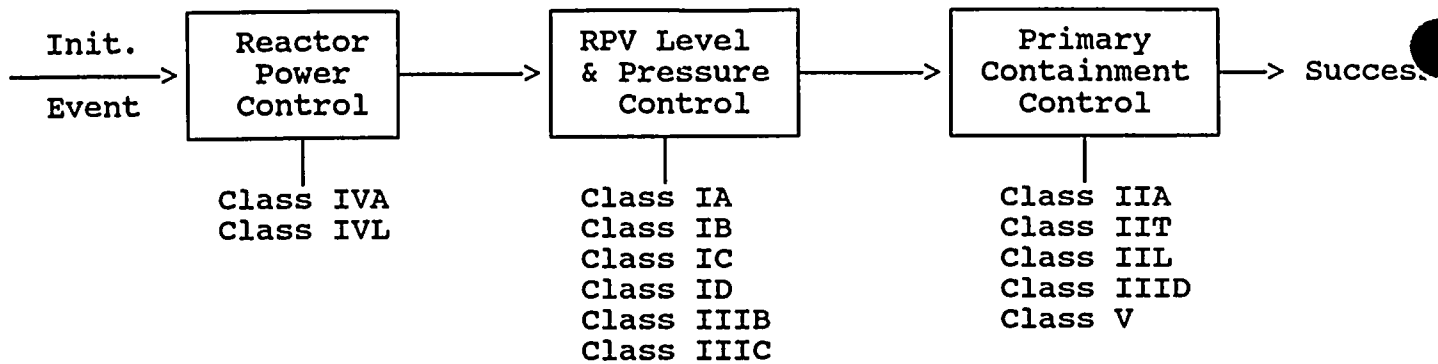 Init.
Event
Reactor
Power
Control
RPV Level
& Pressure
Control
Primary
Containment
Control
Class IVA
Class IVL
Class IA
Class IB
Class IC
Class ID
Class IIIB
Class IIIC
Class IIA
Class IIT
Class IIL
Class IIID
Class V